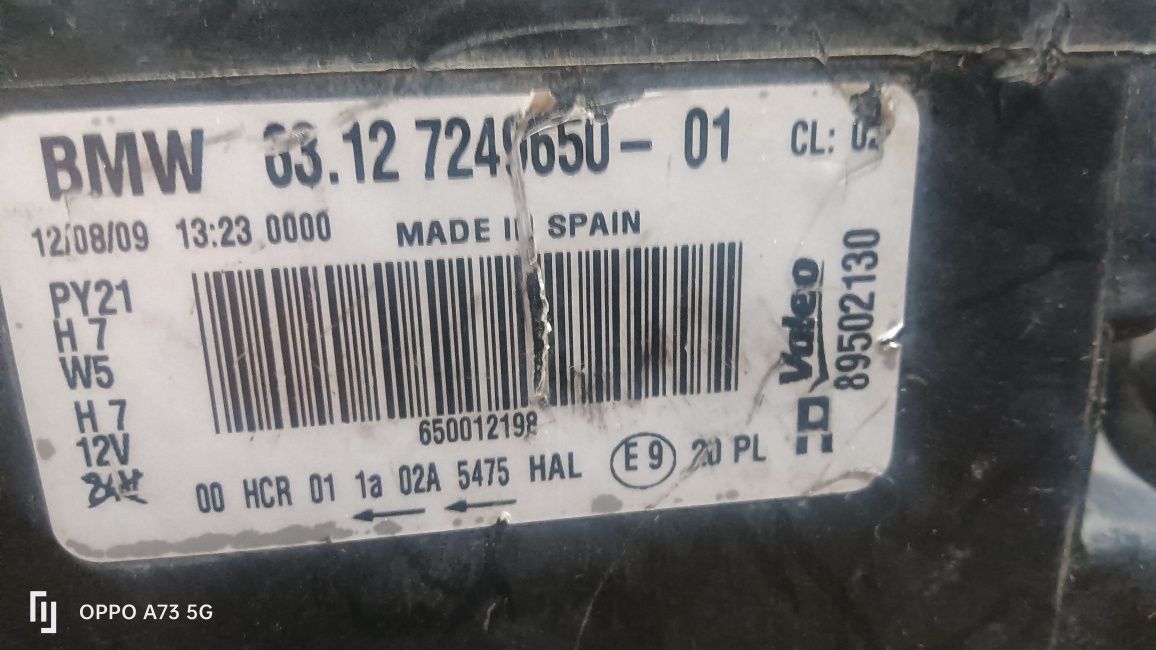 BMW 63.12 7249650- 01 CL: 02
12/08/09 13:23 0000 MADE IN SPAIN
PY21
H 7
W5
H 7
12V
650012198
00 HCR 01 1a 02A 5475 HAL E 9 20 PL
Valeo
89502130
OPPO A73 5G